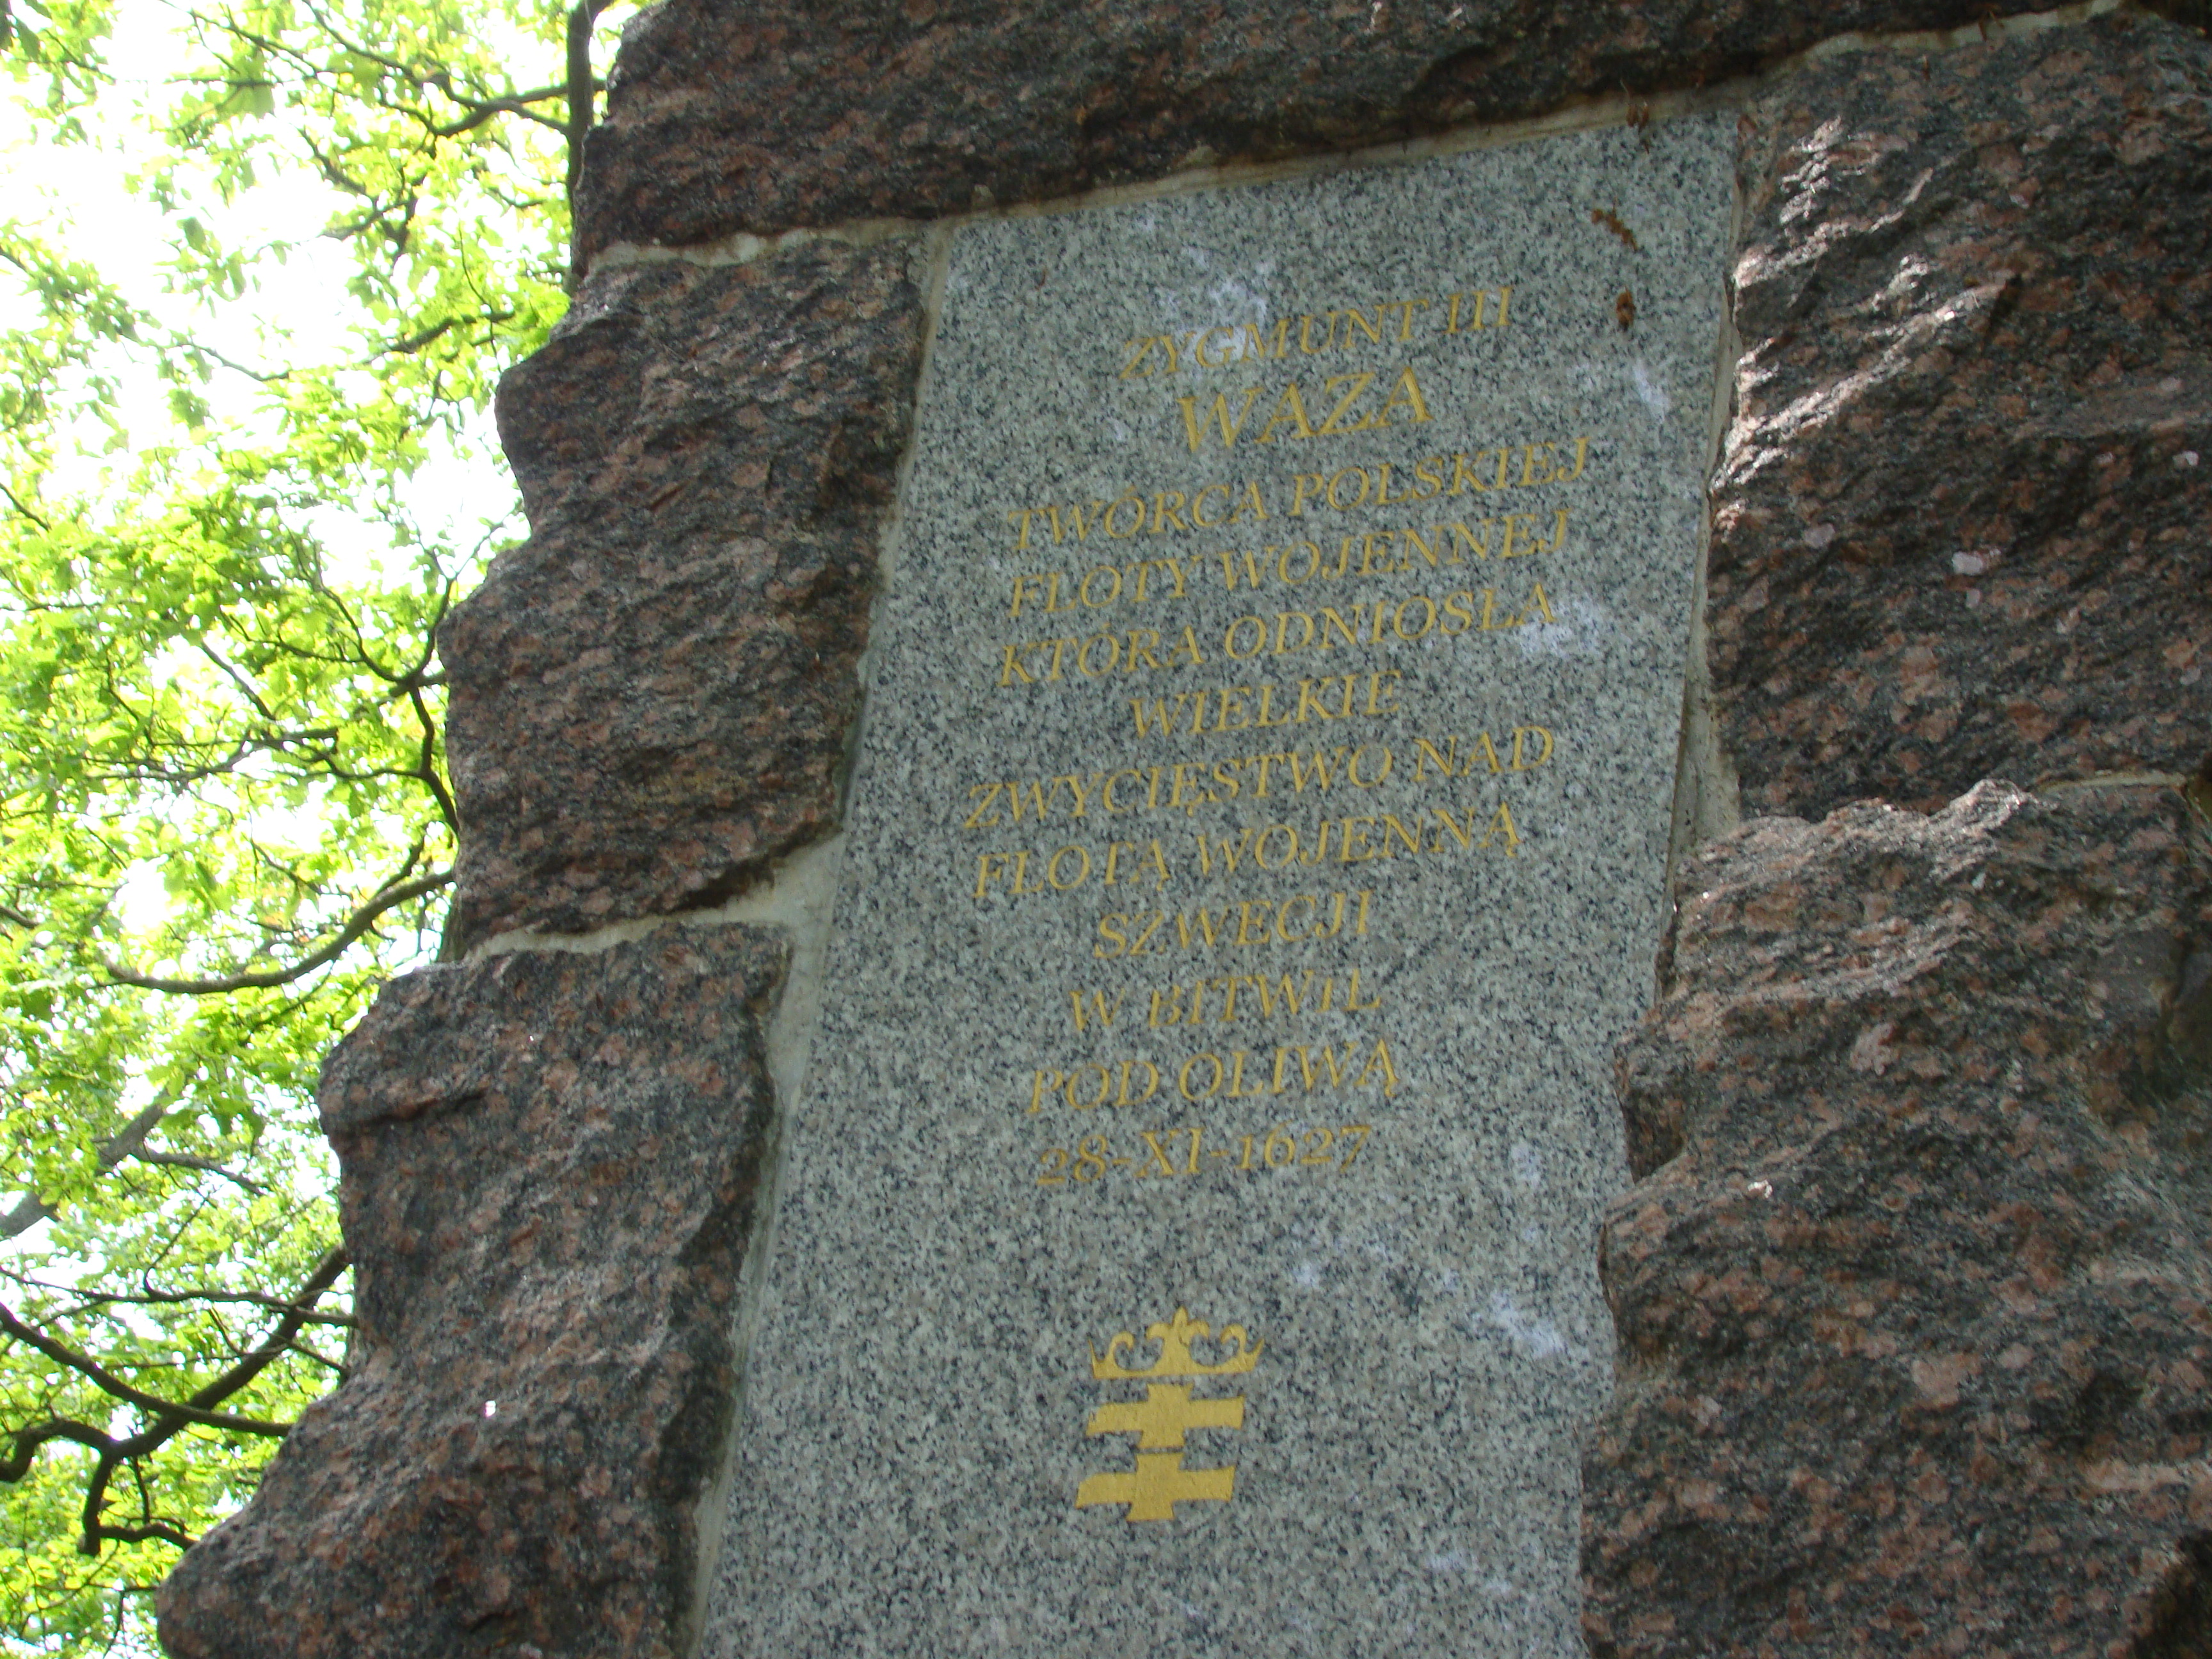 ZYGMUNT III
WAZA
TWÓRCA POLSKIEJ
FLOTY WOJENNEJ
KTÓRA ODNIOSŁA
WIELKIE
ZWYCIĘSTWO NAD
FLOTĄ WOJENNĄ
SZWECJI
W BITWIE
POD OLIWĄ
28-XI-1627